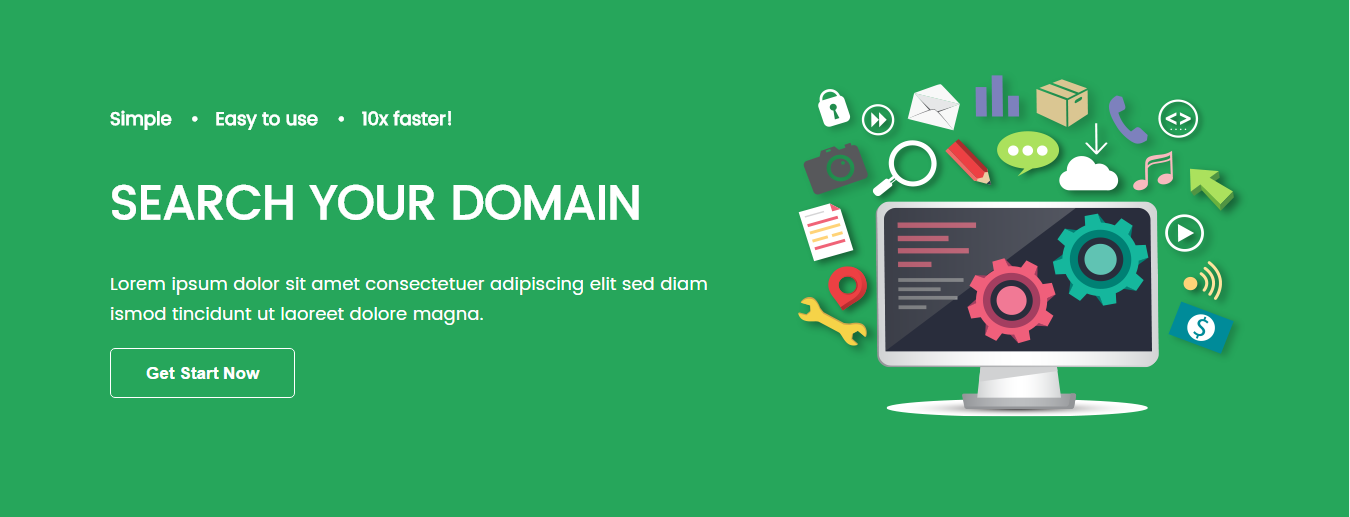 Simple • Easy to use • 10x faster!
SEARCH YOUR DOMAIN
Lorem ipsum dolor sit amet consectetuer adipiscing elit sed diam
ismod tincidunt ut laoreet dolore magna.
Get Start Now